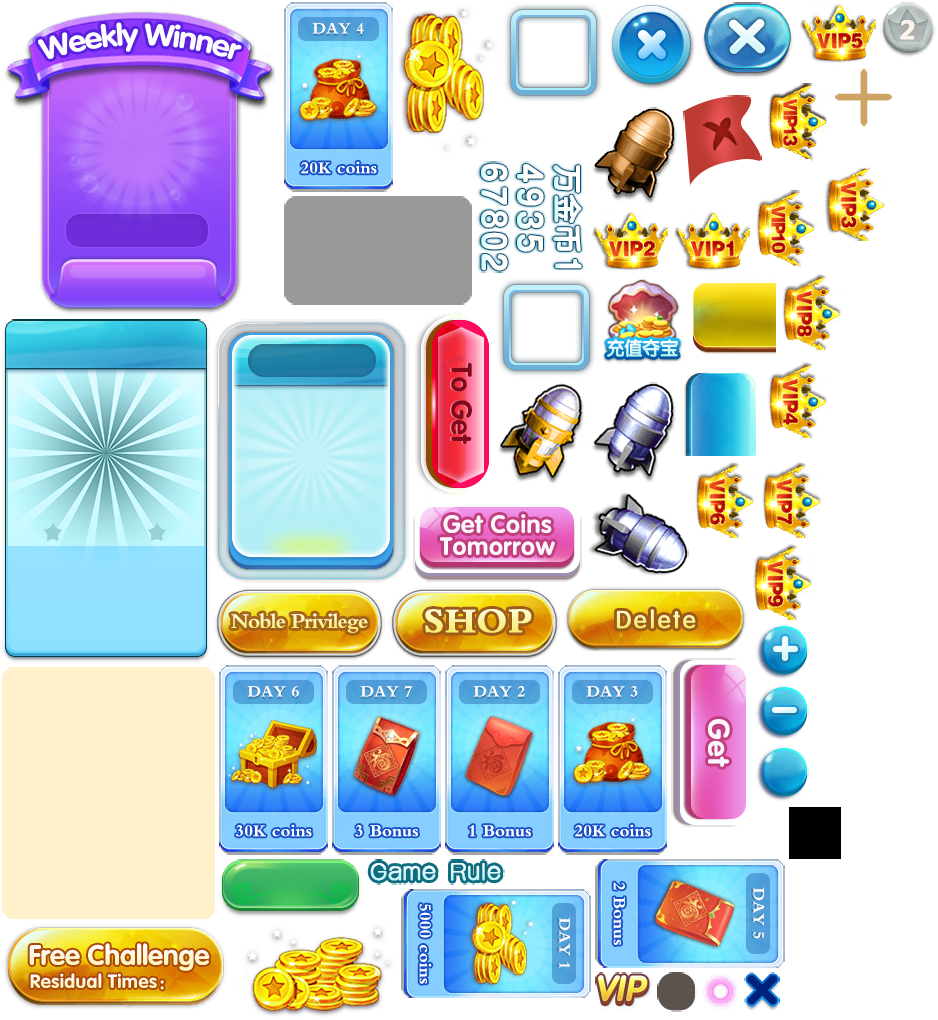 Weekly Winner
DAY 4
20K coins
VIP5
2
万金币1
4935
67802
VIP13
VIP3
VIP2
VIP1
VIP10
VIP8
充值夺宝
To Get
VIP4
Get Coins
Tomorrow
VIP6
VIP7
VIP9
Noble Privilege
SHOP
Delete
DAY 6
30K coins
DAY 7
3 Bonus
DAY 2
1 Bonus
DAY 3
20K coins
Get
Game Rule
DAY 1
5000 coins
DAY 5
2 Bonus
Free Challenge
Residual Times:
VIP